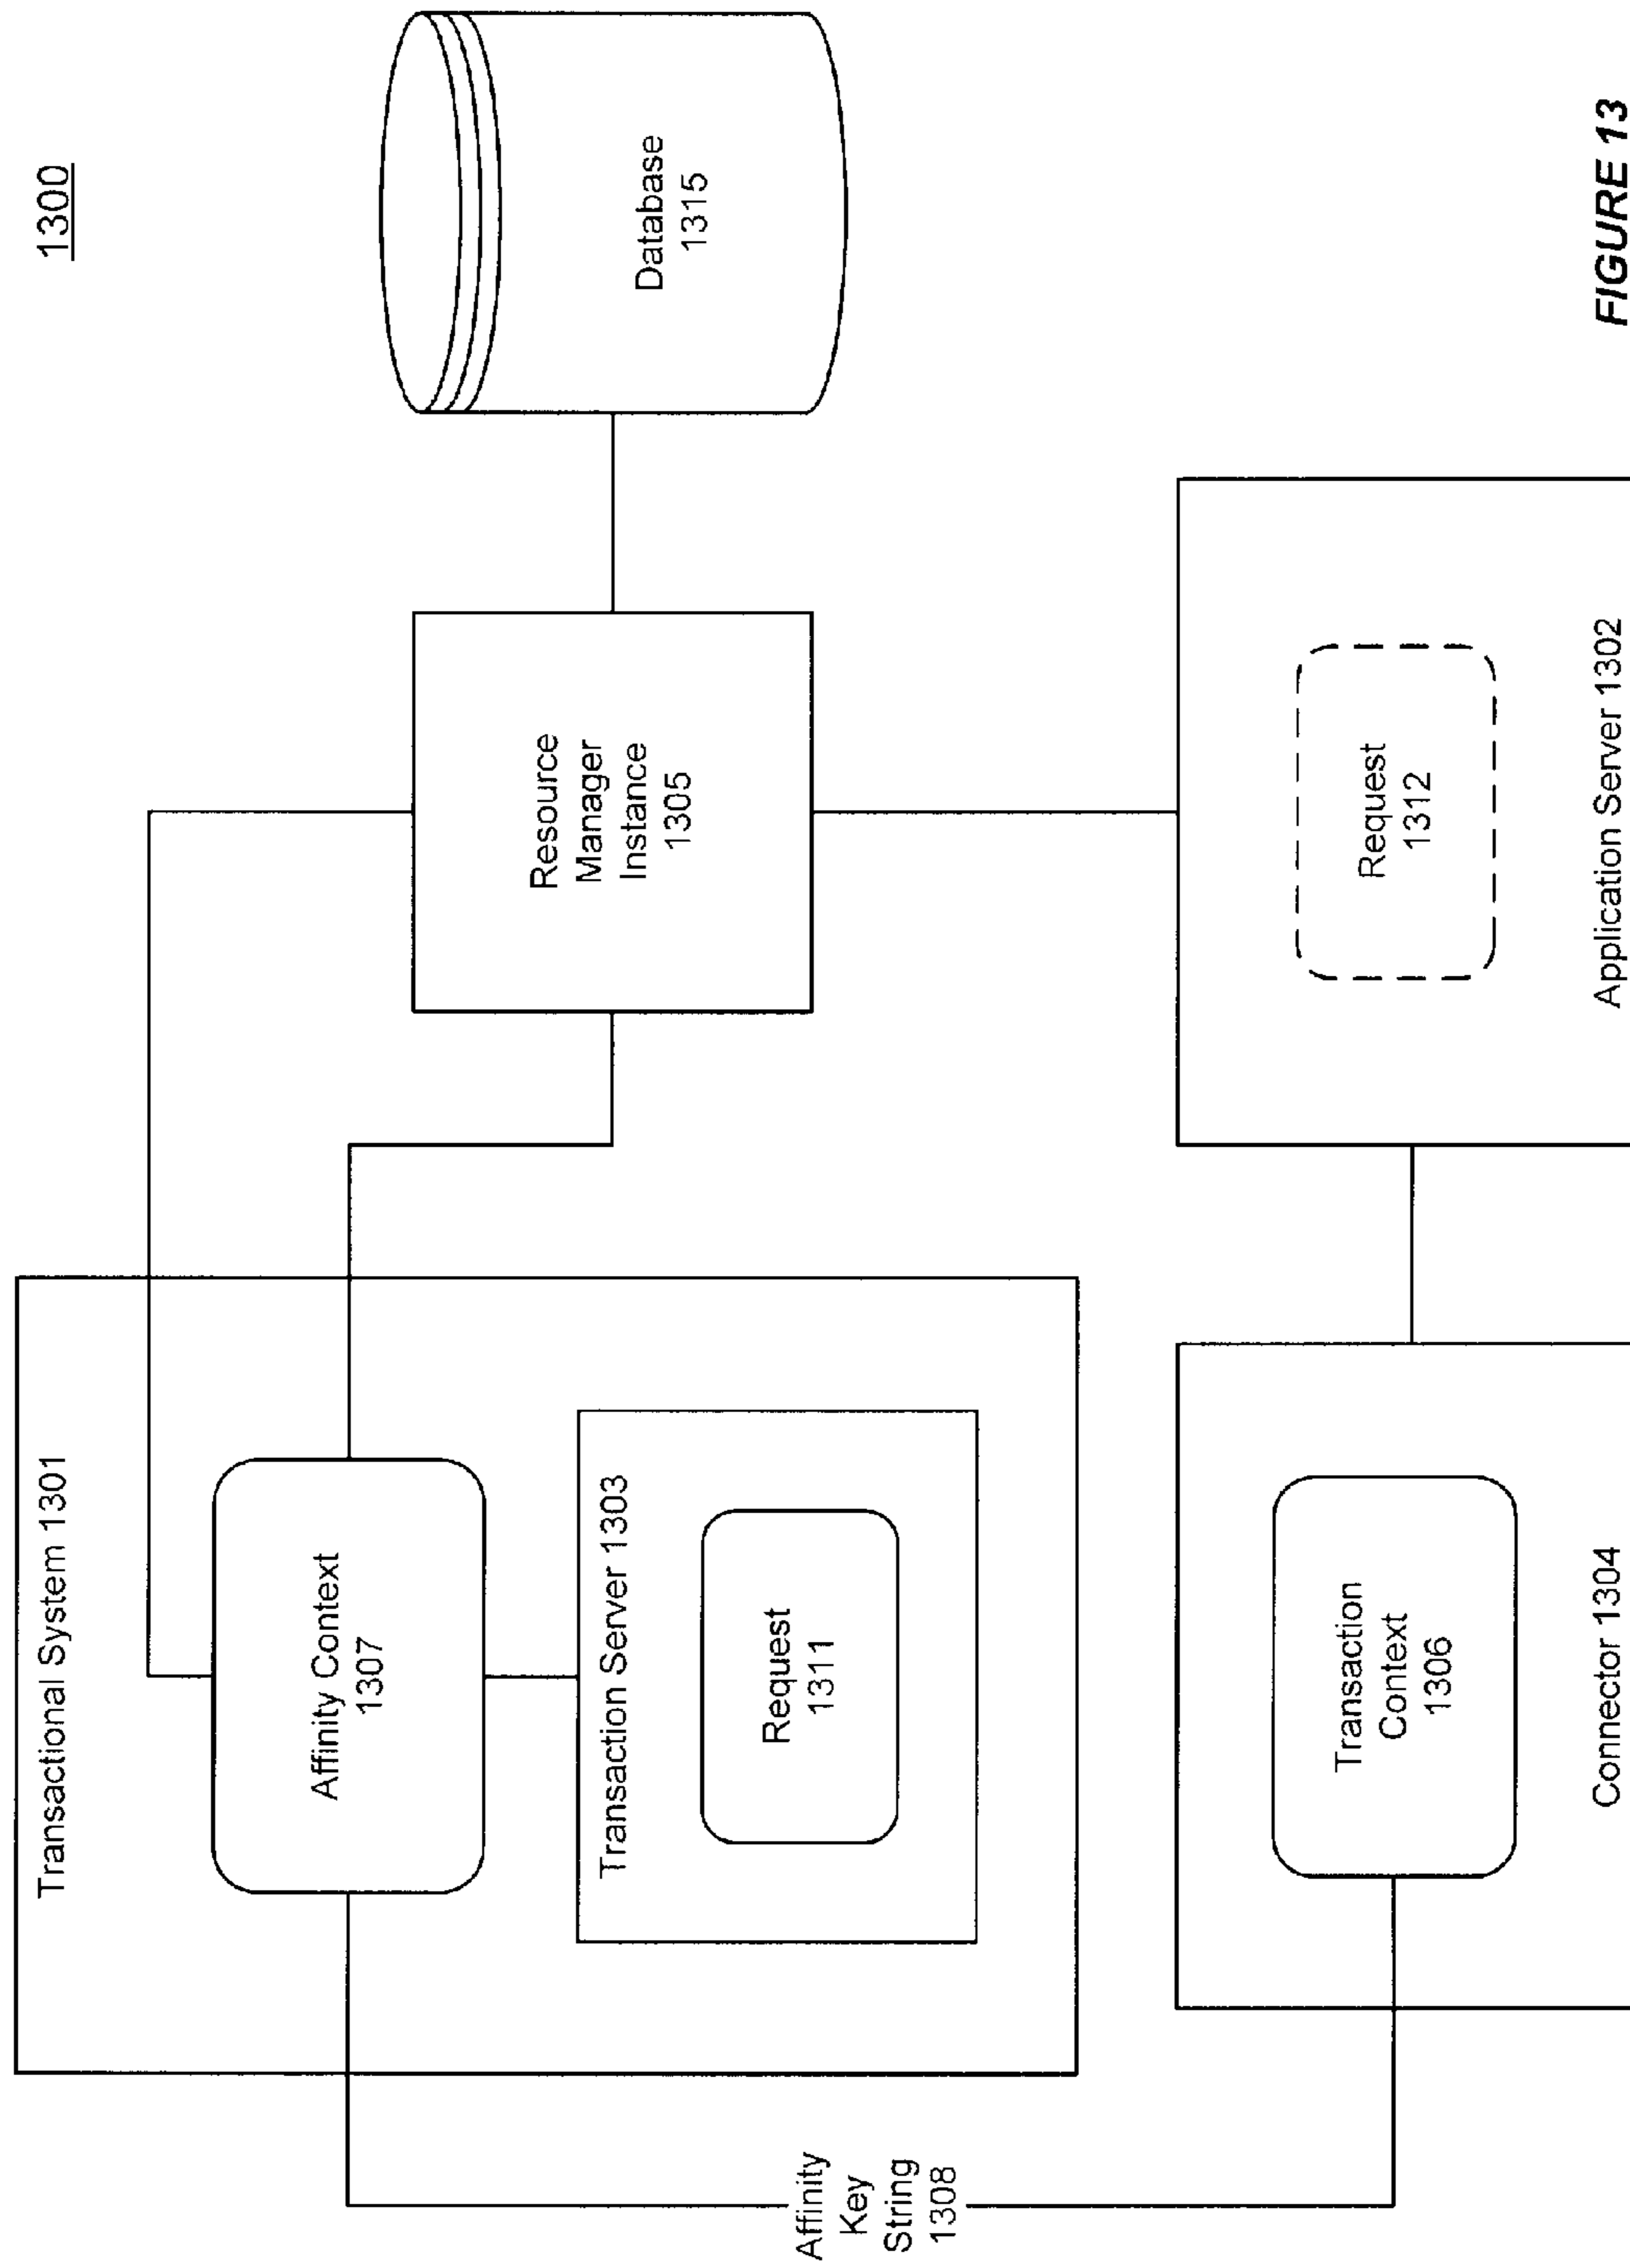 1300
Transactional System 1301
Affinity Context
1307
Transaction Server 1303
Request
1311
Affinity
Key
String
1308
Resource
Manager
Instance
1305
Database
1315
Transaction
Context
1306
Connector 1304
Request
1312
Application Server 1302
FIGURE 13